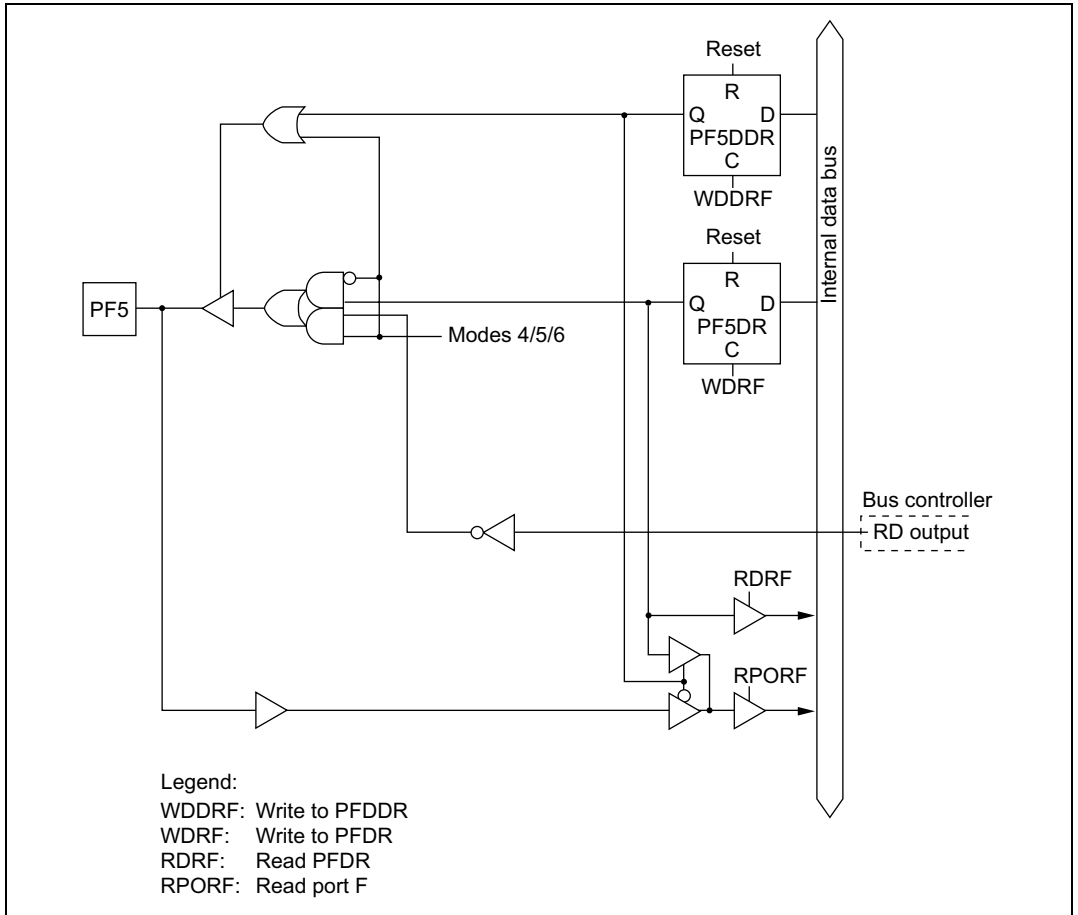 Reset
R
Q D
PF5DDR
C
WDDRF
Internal data bus
Reset
R
Q D
PF5DR
C
WDRF
PF5
Modes 4/5/6
Bus controller
RD output
RDRF
RPORF
Legend:
WDDRF: Write to PFDDR
WDRF: Write to PFDR
RDRF: Read PFDR
RPORF: Read port F